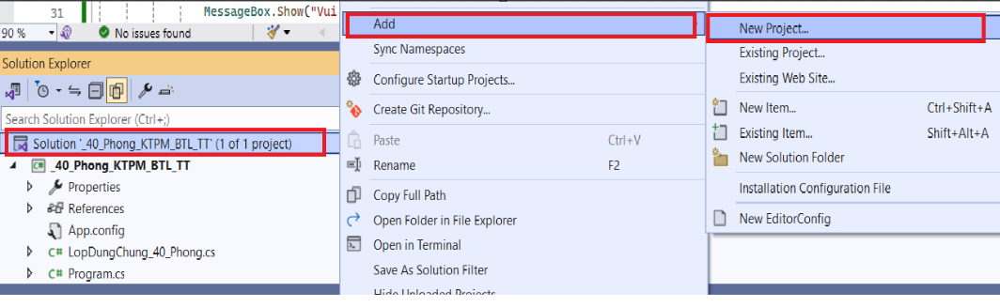 31 MessageBox.Show("Vui
90 % No issues found
Solution Explorer
Search Solution Explorer (Ctrl+;)
Solution '_40_Phong_KTPM_BTL_TT' (1 of 1 project)
_40_Phong_KTPM_BTL_TT
Properties
References
App.config
C# LopDungChung_40_Phong.cs
C# Program.cs
Add
Sync Namespaces
Configure Startup Projects...
Create Git Repository...
Paste Ctrl+V
Rename F2
Copy Full Path
Open Folder in File Explorer
Open in Terminal
Save As Solution Filter
Hide Unloaded Projects
New Project...
Existing Project...
Existing Web Site...
New Item... Ctrl+Shift+A
Existing Item... Shift+Alt+A
New Solution Folder
Installation Configuration File
New EditorConfig